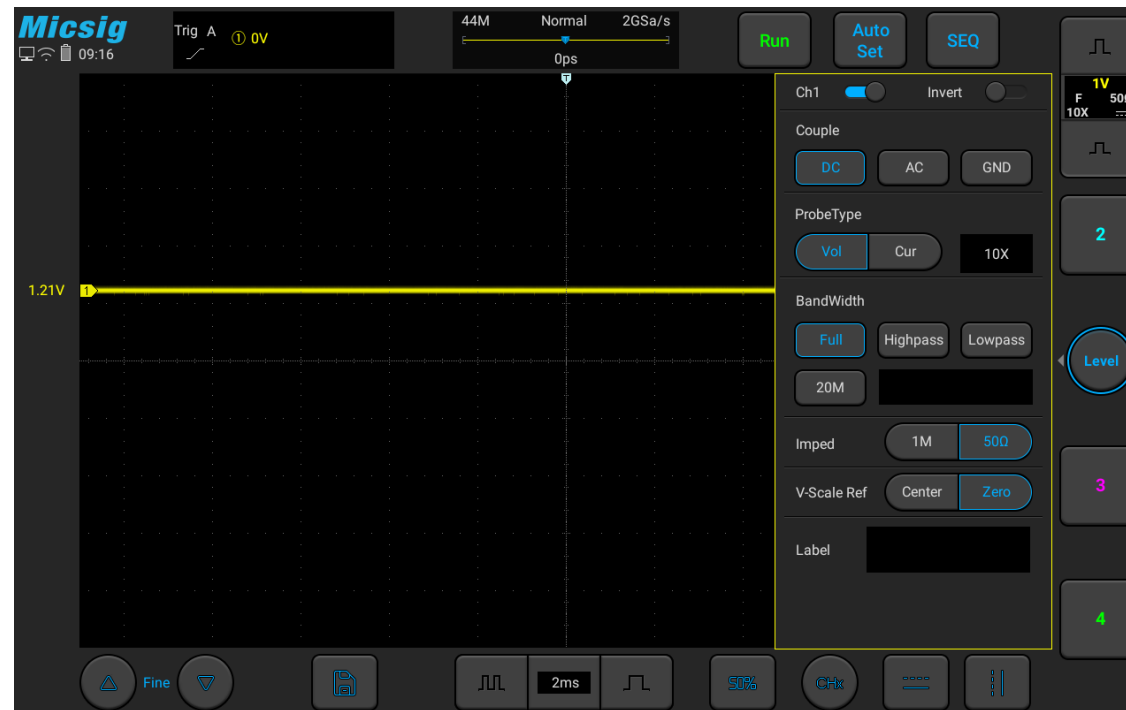 Micsig
09:16
Trig A ① 0V
44M Normal 2GSa/s
0ps
T
Run
Auto
Set
SEQ
1V
F
10X
Ch1 Invert
Couple
DC AC GND
ProbeType
Vol Cur 10X
2
1.21V 1
BandWidth
Full Highpass Lowpass
Level
20M
Imped 1M 50Ω
V-Scale Ref Center Zero
3
Label
4
Fine 2ms 50% CHx